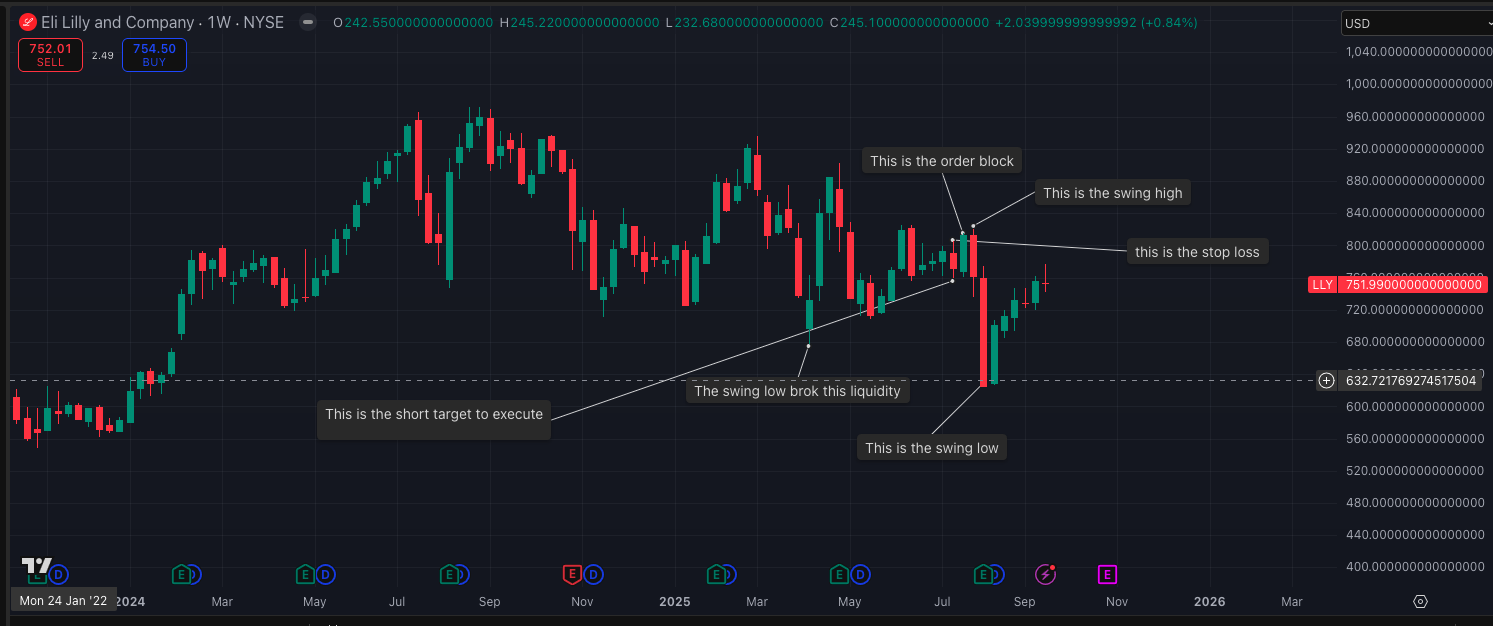 Eli Lilly and Company · 1W · NYSE O242.550000000000000 H245.220000000000000 L232.680000000000000 C245.100000000000000 +2.039999999999992 (+0.84%)
USD
752.01
SELL
2.49
754.50
BUY
1,040.000000000000000
1,000.000000000000000
960.000000000000000
920.000000000000000
880.000000000000000
840.000000000000000
800.000000000000000
LLY 751.990000000000000
720.000000000000000
680.000000000000000
632.721769274517504
600.000000000000000
560.000000000000000
520.000000000000000
480.000000000000000
440.000000000000000
400.000000000000000
This is the order block
This is the swing high
this is the stop loss
The swing low brok this liquidity
This is the short target to execute
This is the swing low
E D E D E D E D E D E D E D E E
Mon 24 Jan '22 2024 Mar May Jul Sep Nov 2025 Mar May Jul Sep Nov 2026 Mar